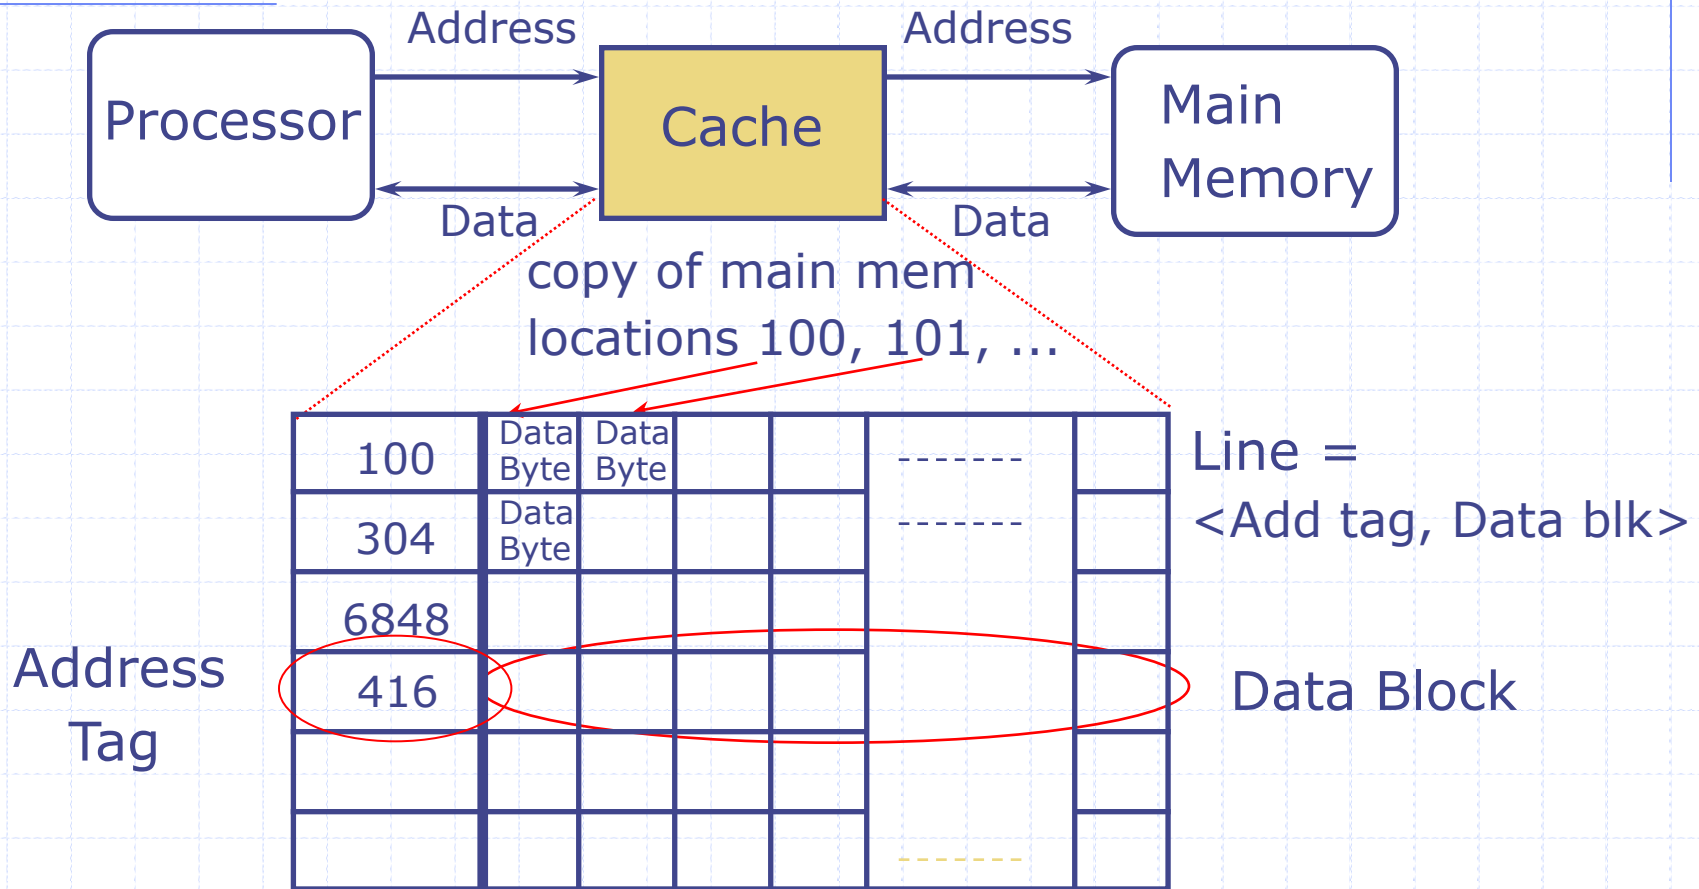 Address
Address
Processor
Cache
Main
Memory
Data
Data
copy of main mem
locations 100, 101, ...
100
Data
Byte
Data
Byte
-------
Line =
<Add tag, Data blk>
304
Data
Byte
-------
6848
Address
Tag
416
Data Block
-------